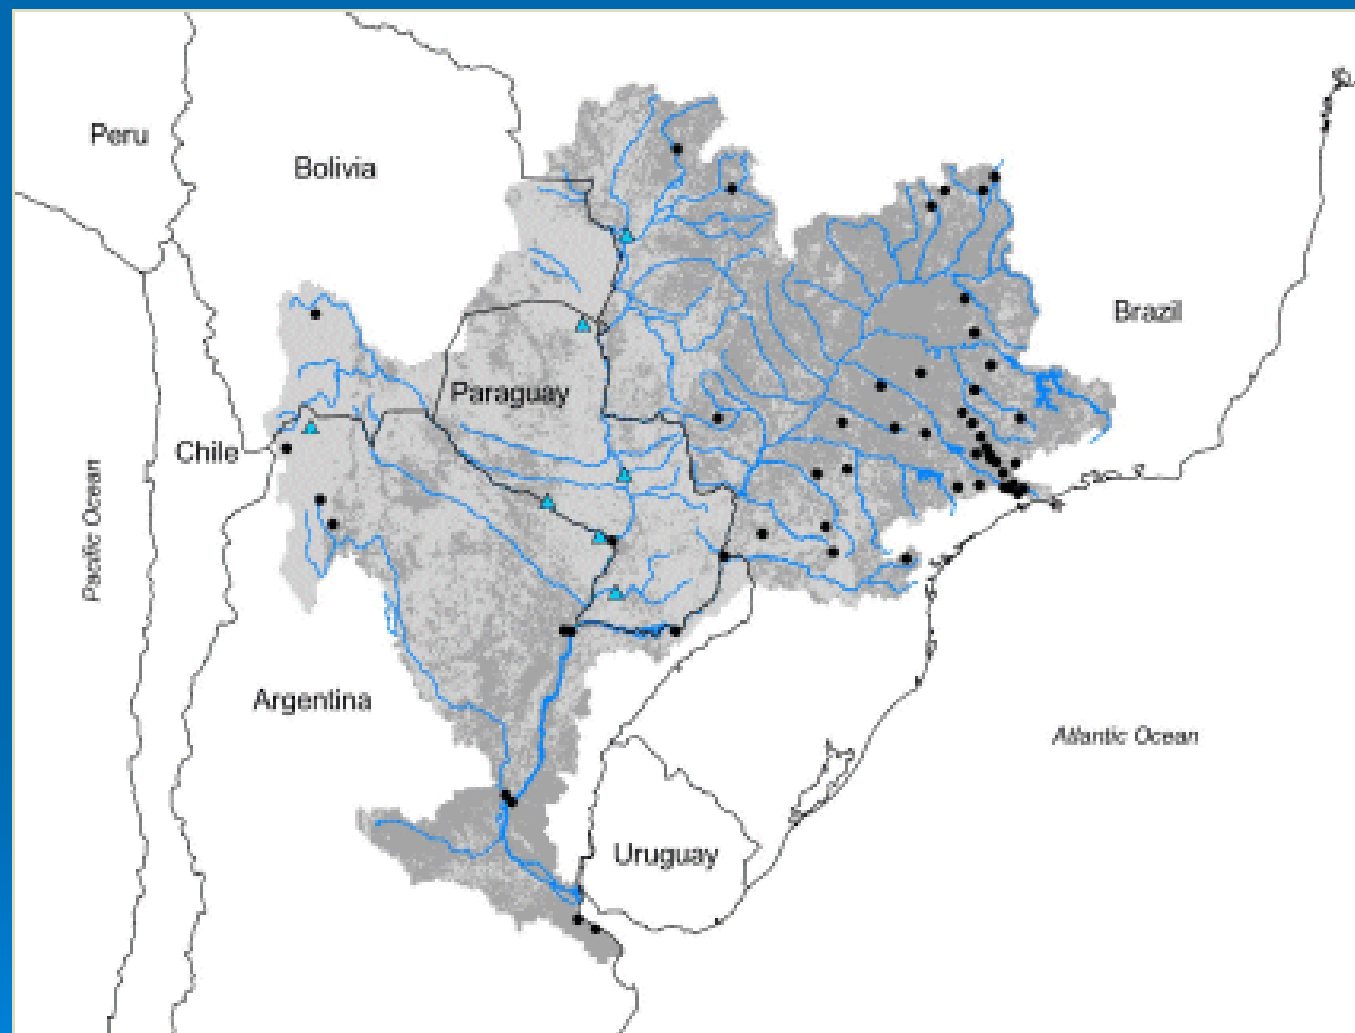 Peru
Bolivia
Brazil
Paraguay
Chile
Pacific Ocean
Argentina
Atlantic Ocean
Uruguay